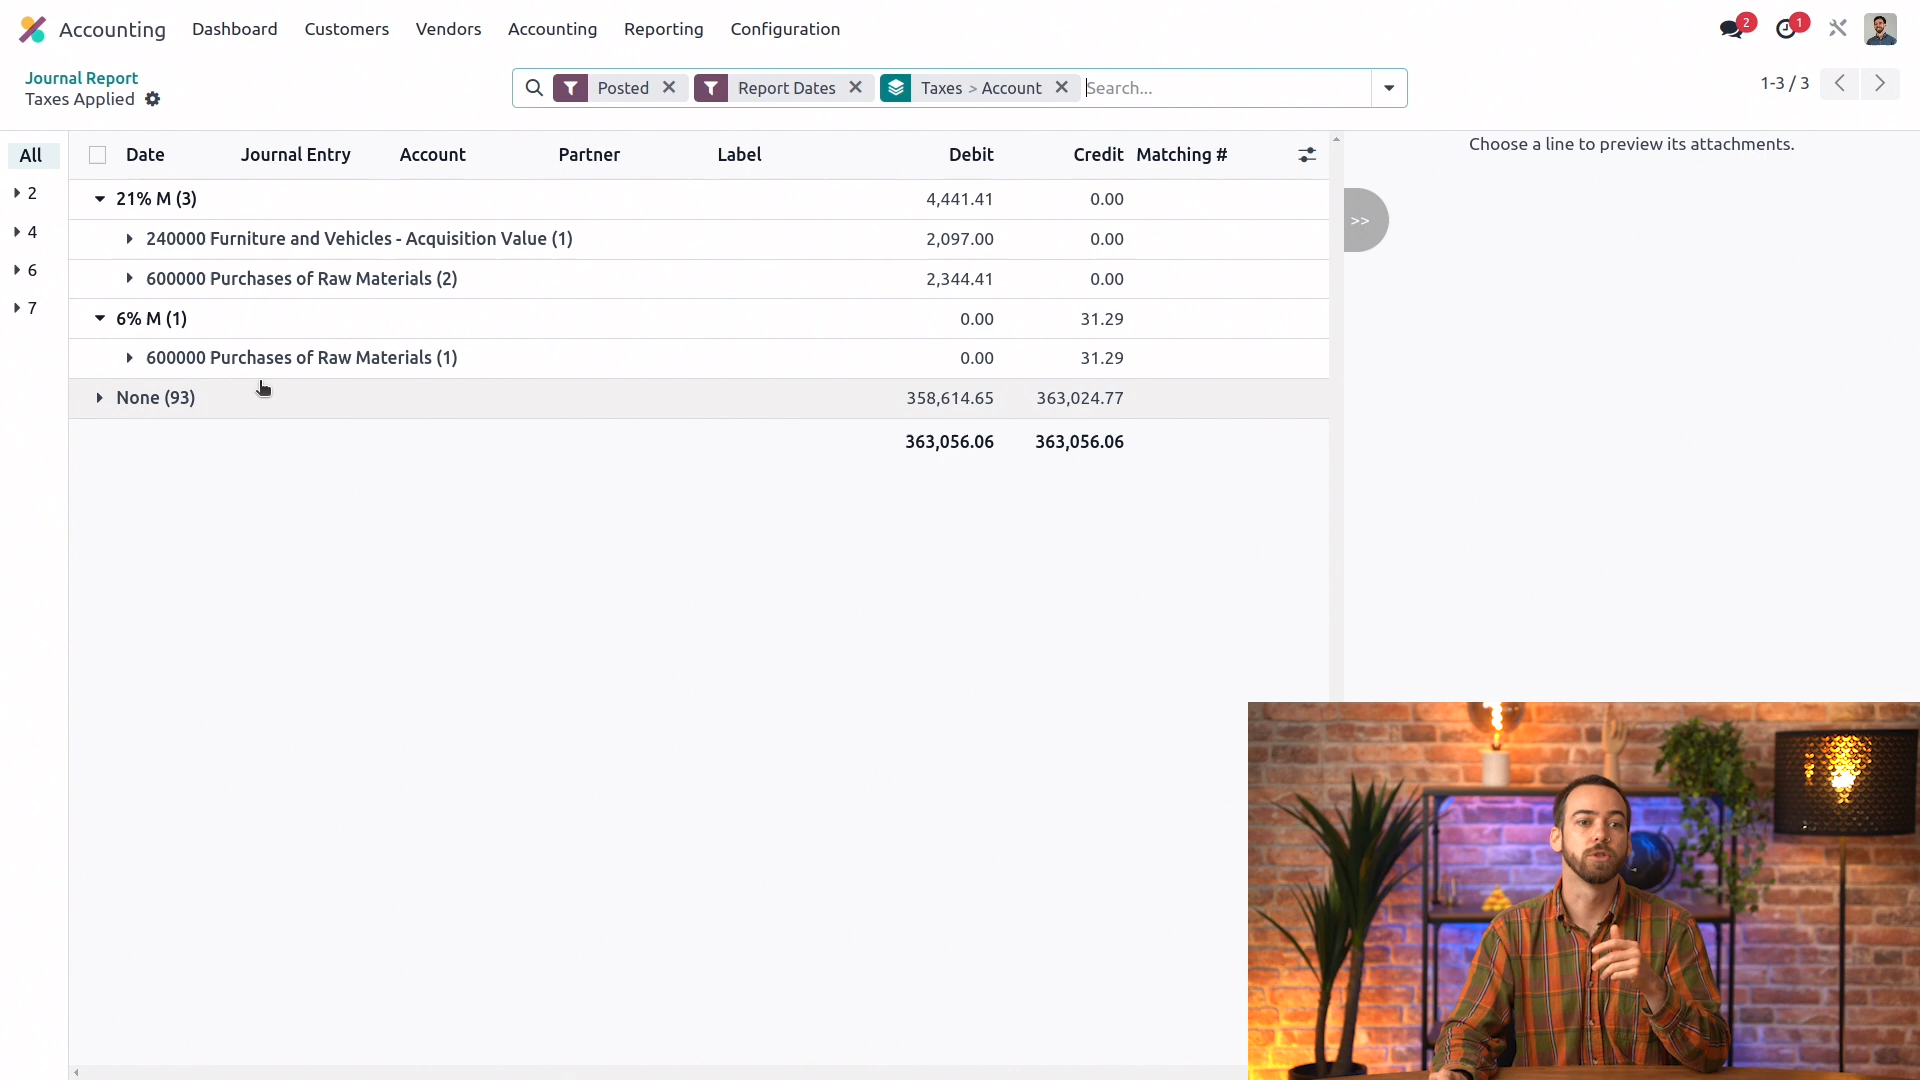 Accounting Dashboard Customers Vendors Accounting Reporting Configuration 2 1
Journal Report
Taxes Applied
Posted Report Dates Taxes > Account Search...
1-3 / 3
All
2
4
6
7
Date Journal Entry Account Partner Label Debit Credit Matching #
21% M (3) 4,441.41 0.00
240000 Furniture and Vehicles - Acquisition Value (1) 2,097.00 0.00
600000 Purchases of Raw Materials (2) 2,344.41 0.00
6% M (1) 0.00 31.29
600000 Purchases of Raw Materials (1) 0.00 31.29
None (93) 358,614.65 363,024.77
363,056.06 363,056.06
Choose a line to preview its attachments.
>>